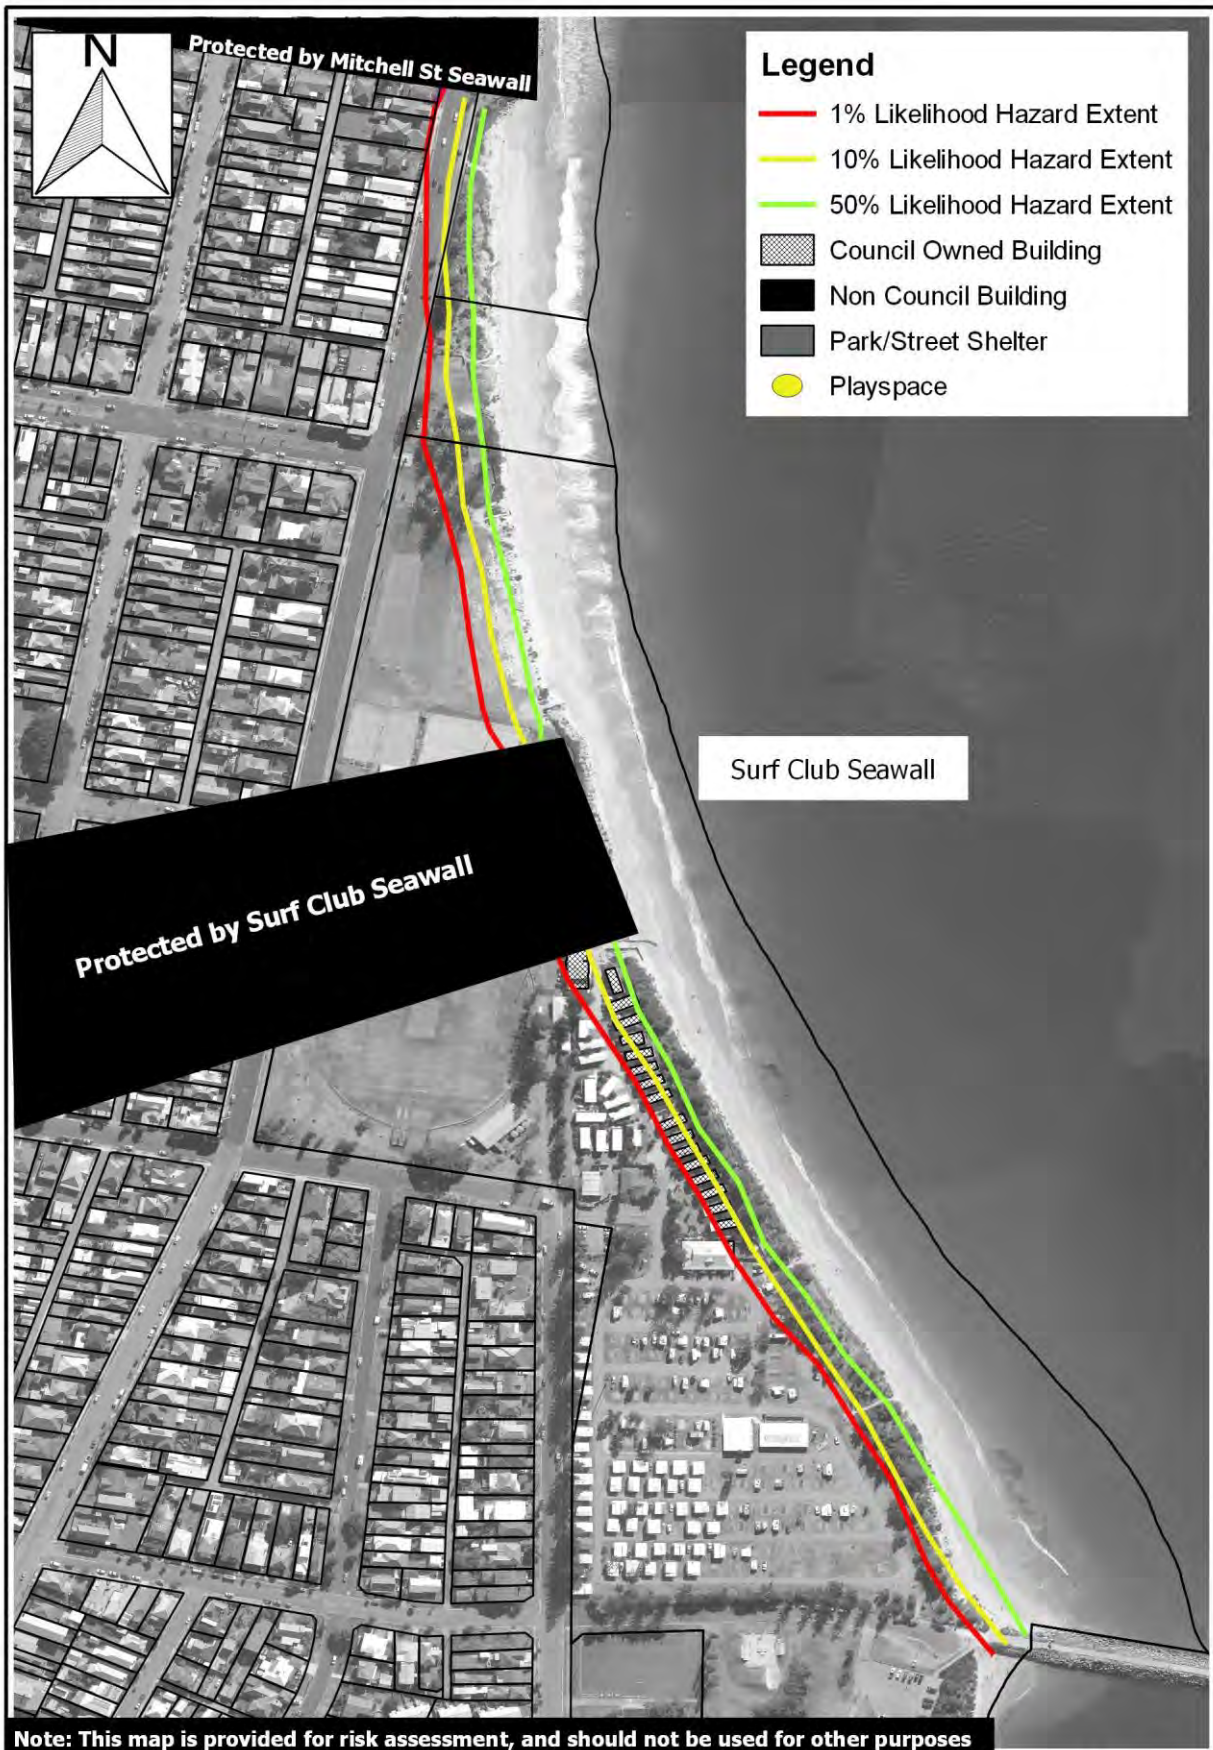 N
Protected by Mitchell St Seawall
Legend
1% Likelihood Hazard Extent
10% Likelihood Hazard Extent
50% Likelihood Hazard Extent
Council Owned Building
Non Council Building
Park/Street Shelter
Playspace
Surf Club Seawall
Protected by Surf Club Seawall
Note: This map is provided for risk assessment, and should not be used for other purposes